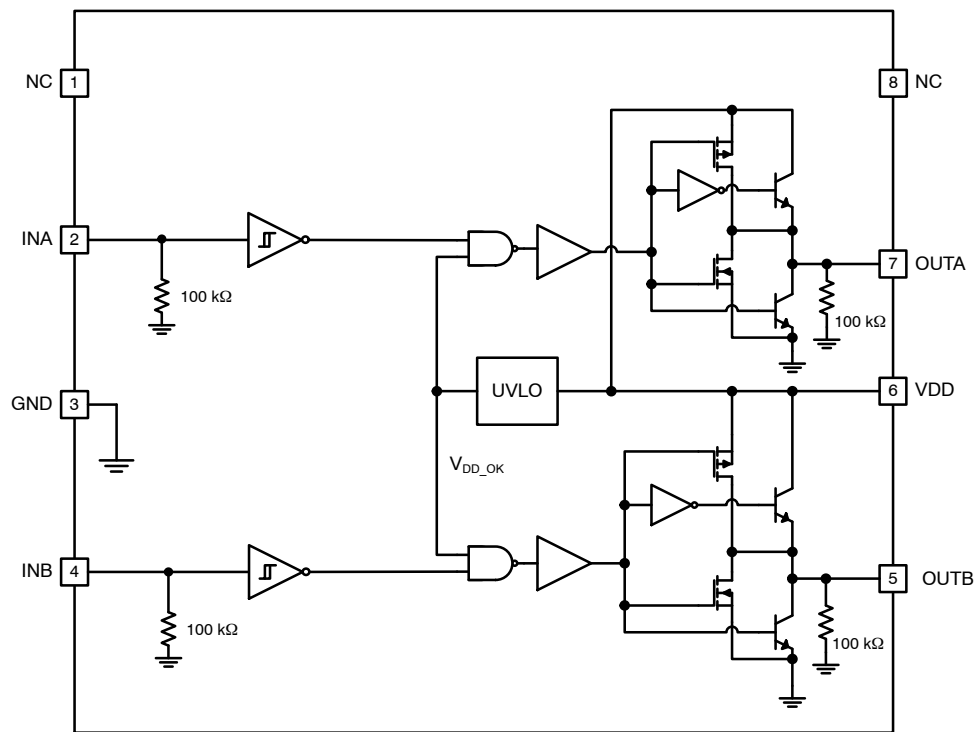 NC 1
8 NC
INA 2
100 kΩ
7 OUTA
100 kΩ
GND 3
UVLO
6 VDD
V_DD_OK
INB 4
100 kΩ
5 OUTB
100 kΩ